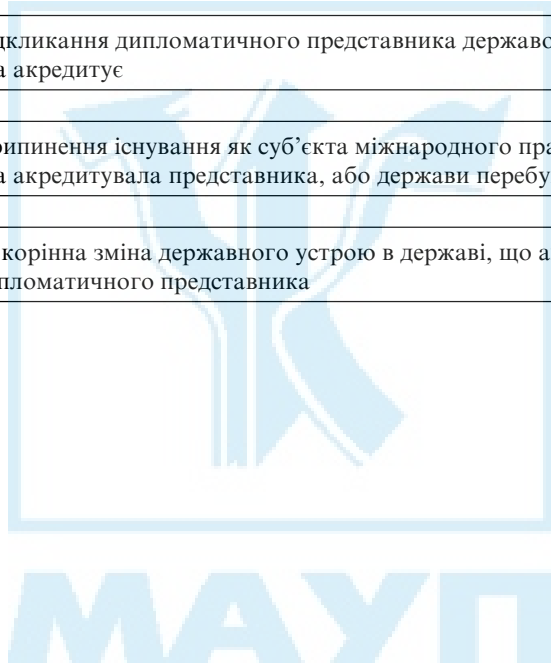 дкликання дипломатичного представника державо
а акредитує
рипинення існування як суб’єкта міжнародного пра
а акредитувала представника, або держави перебу
корінна зміна державного устрою в державі, що а
пломатичного представника
МАУП